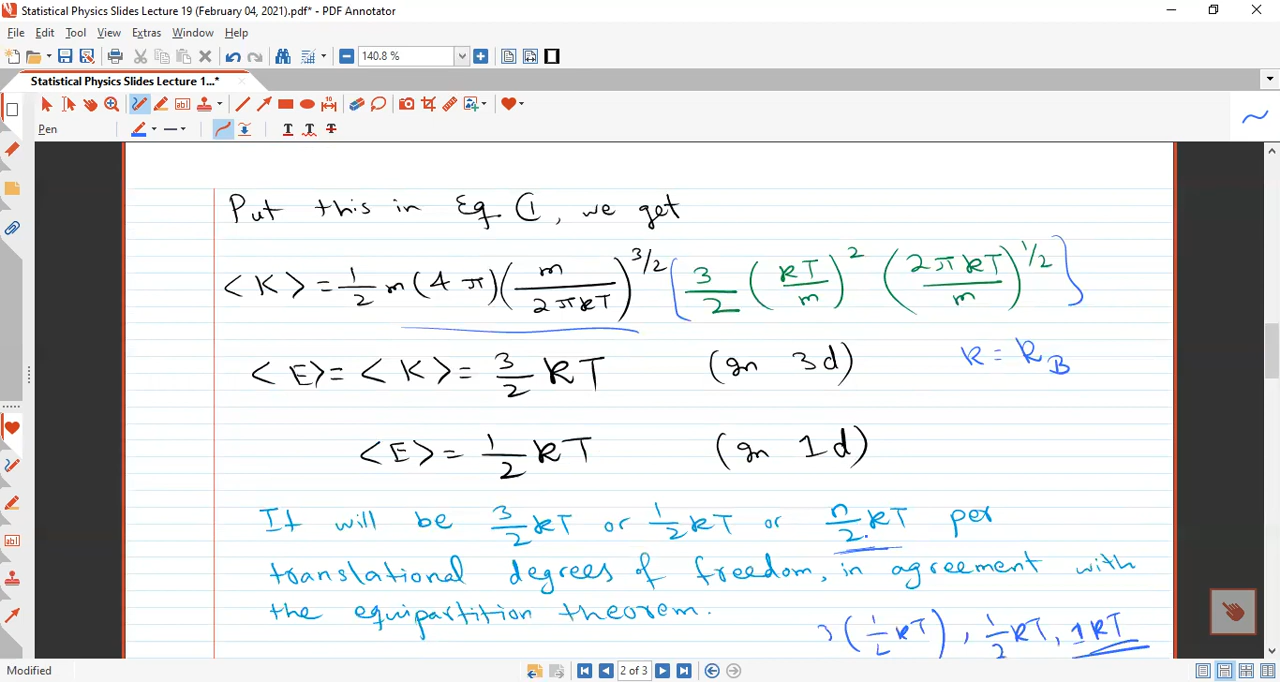 Statistical Physics Slides Lecture 19 (February 04, 2021).pdf* - PDF Annotator
File Edit Tool View Extras Window Help
140.8 %
Statistical Physics Slides Lecture 1...*
Pen
Put this in Eq. (1, we get
<K> = 1/2 m (4π) (m/2πkT)^3/2 [3/2 (kT/m)^2 (2πkT/m)^1/2]
k = k_B
<E> = <K> = 3/2 kT (In 3d)
<E> = 1/2 kT (In 1d)
It will be 3/2 kT or 1/2 kT or n/2 kT per
translational degrees of freedom, in agreement with
the equipartition theorem.
3(1/2 kT), 1/2 kT, 1kT
Modified
2 of 3